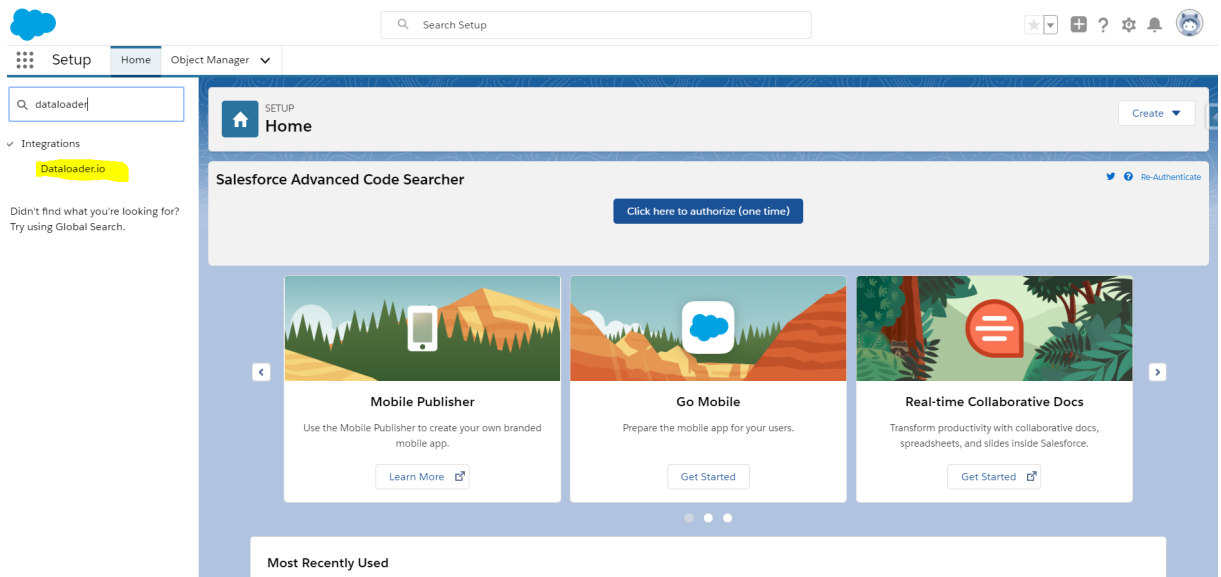 Search Setup
Setup
Home
Object Manager
dataloader
Integrations
Dataloader.io
Didn't find what you're looking for?
Try using Global Search.
SETUP
Home
Create
Salesforce Advanced Code Searcher
Re-Authenticate
Click here to authorize (one time)
Mobile Publisher
Use the Mobile Publisher to create your own branded
mobile app.
Learn More
Go Mobile
Prepare the mobile app for your users.
Get Started
Real-time Collaborative Docs
Transform productivity with collaborative docs,
spreadsheets, and slides inside Salesforce.
Get Started
Most Recently Used